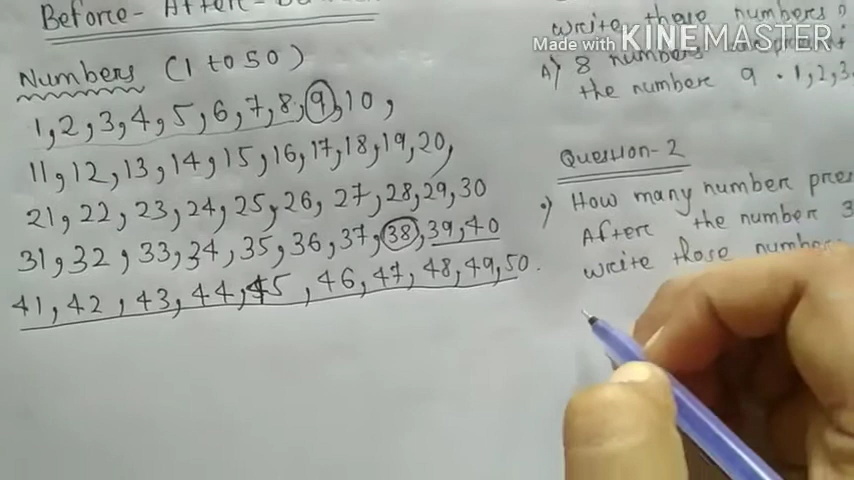 Before - After -
Numbers (1 to 50)
1, 2, 3, 4, 5, 6, 7, 8, 9, 10,
11, 12, 13, 14, 15, 16, 17, 18, 19, 20,
21, 22, 23, 24, 25, 26, 27, 28, 29, 30
31, 32, 33, 34, 35, 36, 37, 38, 39, 40
41, 42, 43, 44, 45, 46, 47, 48, 49, 50.
write those numbers?
Made with KINEMASTER
A) 8 numbers
the number 9. 1, 2, 3.
Question-2
How many number
After the number 3
write those number